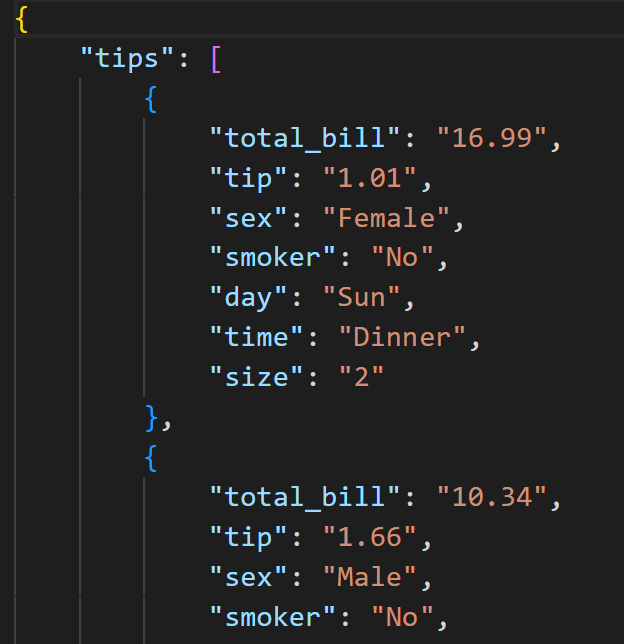 {
    "tips": [
        {
            "total_bill": "16.99",
            "tip": "1.01",
            "sex": "Female",
            "smoker": "No",
            "day": "Sun",
            "time": "Dinner",
            "size": "2"
        },
        {
            "total_bill": "10.34",
            "tip": "1.66",
            "sex": "Male",
            "smoker": "No",